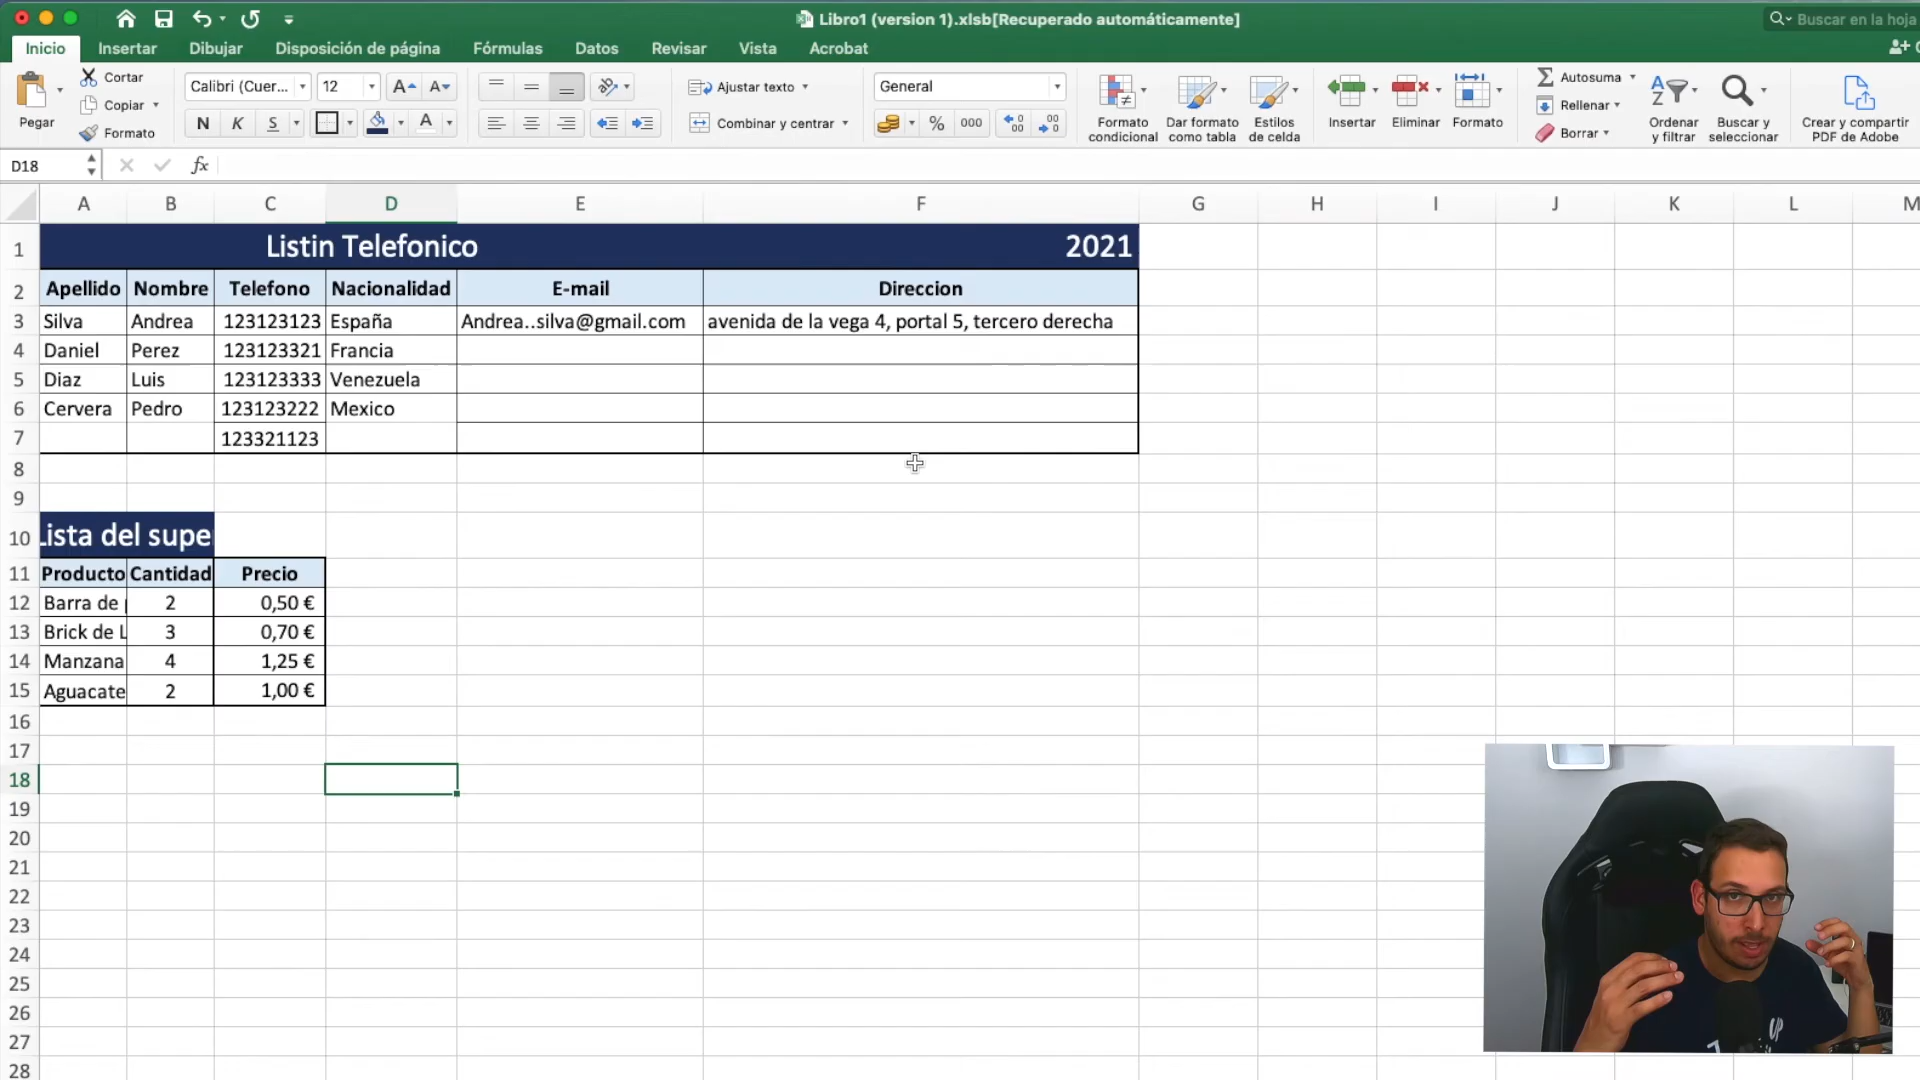 Libro1 (version 1).xlsb[Recuperado automáticamente]
Buscar en la hoja
Inicio Insertar Dibujar Disposición de página Fórmulas Datos Revisar Vista Acrobat
Pegar
Cortar
Copiar
Formato
Calibri (Cuer... 12
N K S
Ajustar texto
Combinar y centrar
General
% 000
Formato condicional
Dar formato como tabla
Estilos de celda
Insertar
Eliminar
Formato
Autosuma
Rellenar
Borrar
Ordenar y filtrar
Buscar y seleccionar
Crear y compartir PDF de Adobe
D18 fx
A B C D E F G H I J K L M
1 Listin Telefonico 2021
2 Apellido Nombre Telefono Nacionalidad E-mail Direccion
3 Silva Andrea 123123123 España Andrea..silva@gmail.com avenida de la vega 4, portal 5, tercero derecha
4 Daniel Perez 123123321 Francia
5 Diaz Luis 123123333 Venezuela
6 Cervera Pedro 123123222 Mexico
7 123321123
8
9
10 Lista del supe
11 Producto Cantidad Precio
12 Barra de 2 0,50 €
13 Brick de L 3 0,70 €
14 Manzana 4 1,25 €
15 Aguacate 2 1,00 €
16
17
18
19
20
21
22
23
24
25
26
27
28